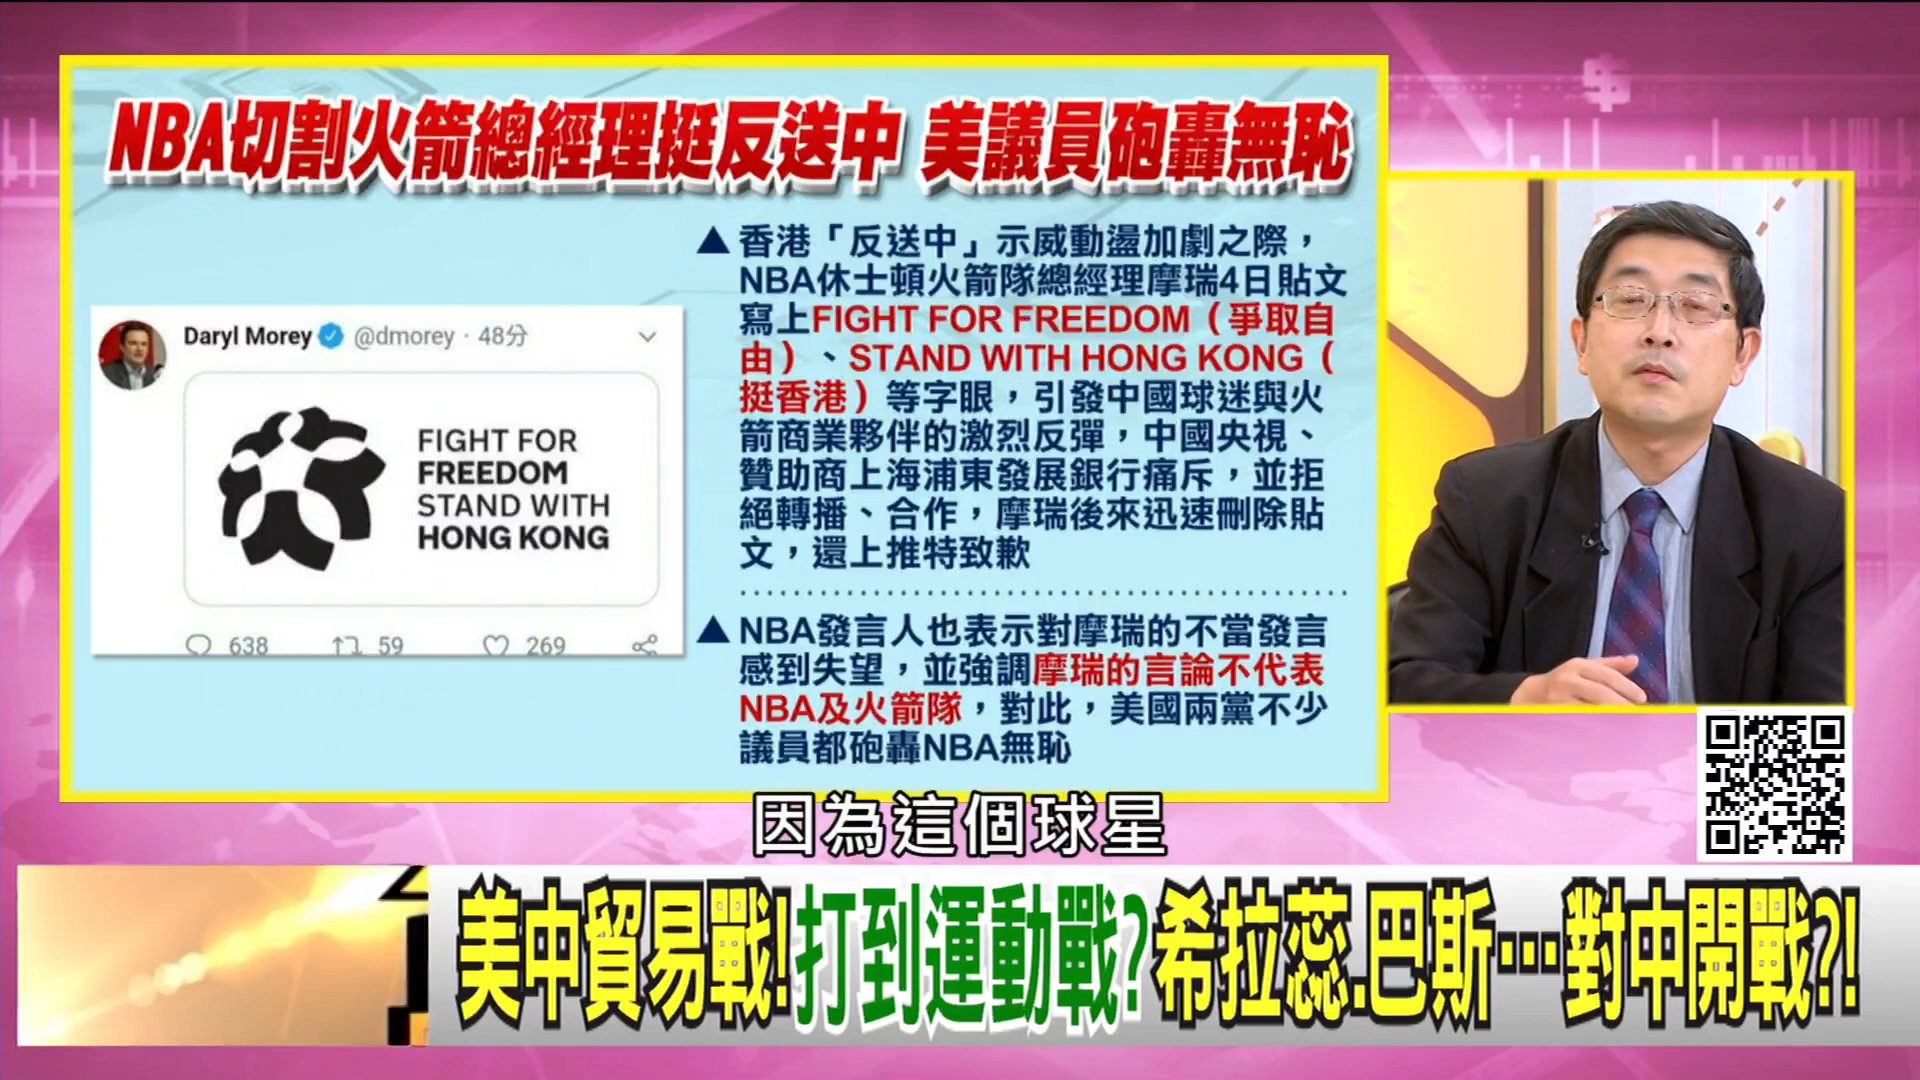 NBA切割火箭總經理挺反送中 美議員砲轟無恥
Daryl Morey @dmorey · 48分
FIGHT FOR
FREEDOM
STAND WITH
HONG KONG
638 59 269
▲香港「反送中」示威動盪加劇之際，
NBA休士頓火箭隊總經理摩瑞4日貼文
寫上FIGHT FOR FREEDOM（爭取自
由）、STAND WITH HONG KONG（
挺香港）等字眼，引發中國球迷與火
箭商業夥伴的激烈反彈，中國央視、
贊助商上海浦東發展銀行痛斥，並拒
絕轉播、合作，摩瑞後來迅速刪除貼
文，還上推特致歉
▲NBA發言人也表示對摩瑞的不當發言
感到失望，並強調摩瑞的言論不代表
NBA及火箭隊，對此，美國兩黨不少
議員都砲轟NBA無恥
因為這個球星
美中貿易戰!打到運動戰?希拉蕊.巴斯…對中開戰?!